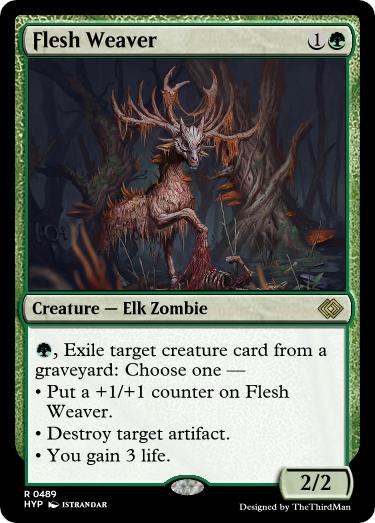 Flesh Weaver 1
Creature — Elk Zombie
, Exile target creature card from a
graveyard: Choose one —
• Put a +1/+1 counter on Flesh
Weaver.
• Destroy target artifact.
• You gain 3 life.
2/2
R 0489
HYP ISTRANDAR
Designed by TheThirdMan